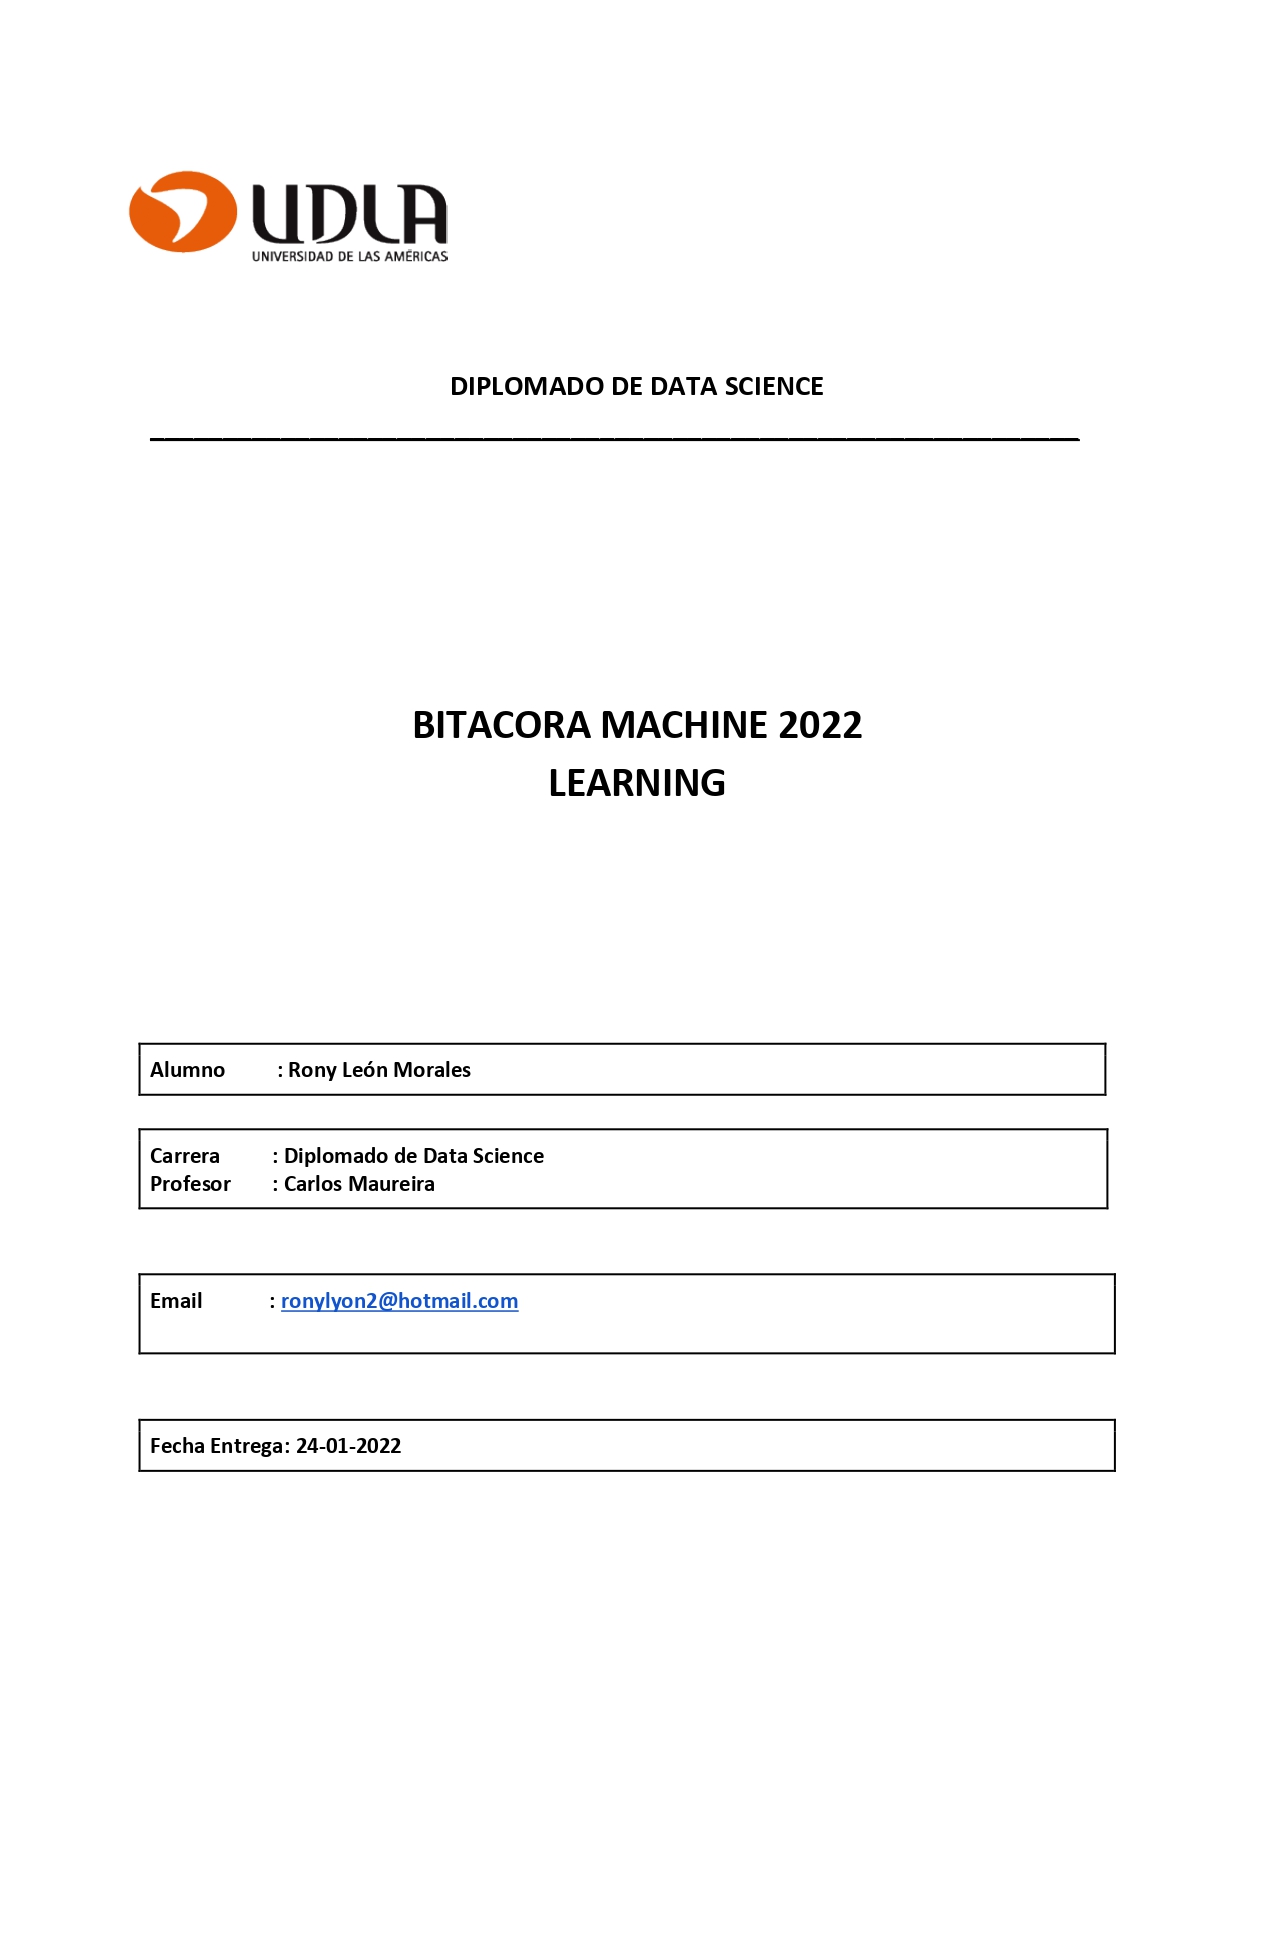 UDLA
UNIVERSIDAD DE LAS AMÉRICAS
DIPLOMADO DE DATA SCIENCE
BITACORA MACHINE 2022
LEARNING
Alumno : Rony León Morales
Carrera : Diplomado de Data Science
Profesor : Carlos Maureira
Email : ronylyon2@hotmail.com
Fecha Entrega: 24-01-2022